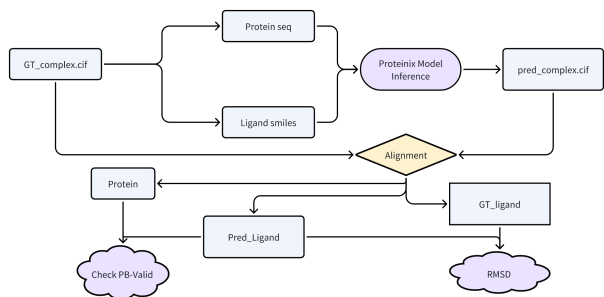 Protein seq
GT_complex.cif
Proteinix Model
Inference
pred_complex.cif
Ligand smiles
Alignment
Protein
GT_ligand
Pred_Ligand
Check PB-Valid
RMSD